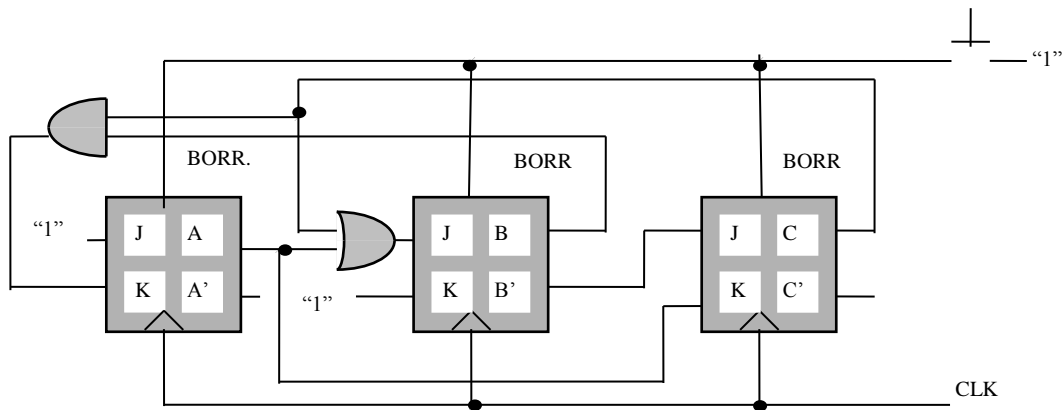 “1”
BORR.
BORR
BORR
“1”
J A
K A’
J B
K B’
“1”
J C
K C’
CLK